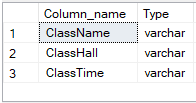 Column_name Type
1 ClassName varchar
2 ClassHall varchar
3 ClassTime varchar